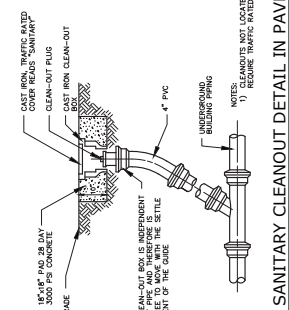 CAST IRON, TRAFFIC RATED
COVER READS "SANITARY"
CLEAN-OUT PLUG
CAST IRON CLEAN-OUT
BOX
18"x18" PAD 28 DAY
3000 PSI CONCRETE
ADE
4" PVC
EAN-OUT BOX IS INDEPENDENT
PIPE AND THEREFORE IS
EE TO MOVE WITH THE SETTLE
ENT OF THE GUIDE
UNDERGROUND
BUILDING PIPING
NOTES:
1) CLEANOUTS NOT LOCATE
REQUIRE TRAFFIC RATED
SANITARY CLEANOUT DETAIL IN PAV